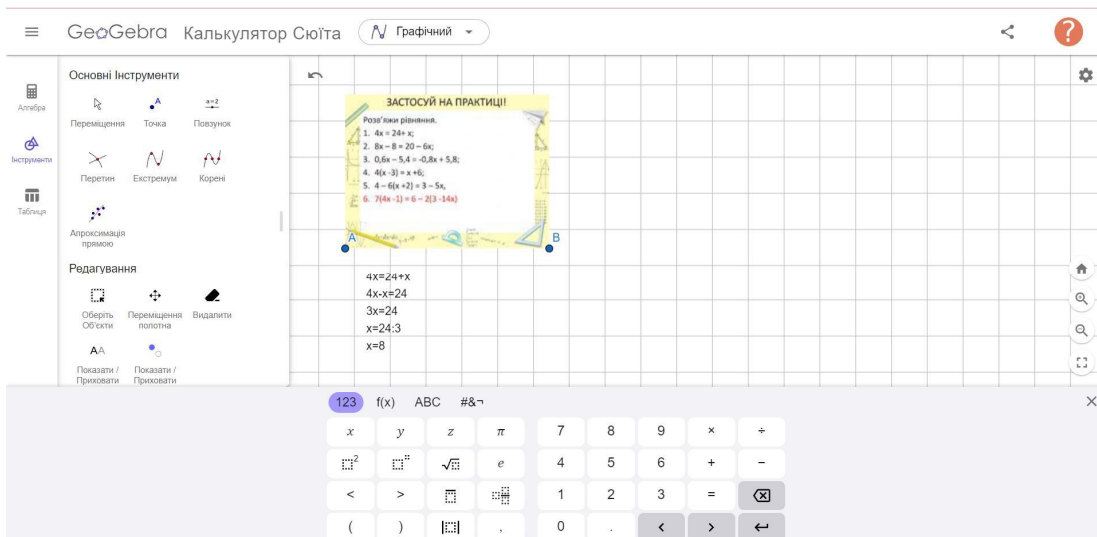 GeoGebra Калькулятор Сюїта
Графічний
?
Алгебра
Інструменти
Таблиця
Основні Інструменти
Переміщення
Точка
Повзунок
Перетин
Екстремум
Корені
Апроксимація
прямою
Редагування
Оберіть
Об'єкти
Переміщення
полотна
Видалити
Показати /
Приховати
Показати /
Приховати
ЗАСТОСУЙ НА ПРАКТИЦІ!
Розв'яжи рівняння.
1. 4x = 24+ x;
2. 8x – 8 = 20 – 6x;
3. 0,6x – 5,4 = -0,8x + 5,8;
4. 4(x -3) = x +6;
5. 4 – 6(x +2) = 3 – 5x,
6. 7(4x -1) = 6 – 2(3 -14x)
A
B
4x=24+x
4x-x=24
3x=24
x=24:3
x=8
123 f(x) ABC #&¬
x y z π 7 8 9 × ÷
√ e 4 5 6 + −
< > 1 2 3 =
( ) , 0 . < >